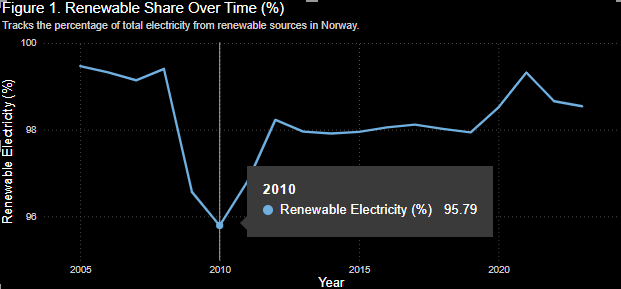 Figure 1. Renewable Share Over Time (%)
Tracks the percentage of total electricity from renewable sources in Norway.
100
98
96
Renewable Electricity (%)
2010
Renewable Electricity (%) 95.79
2005 2010 2015 2020
Year